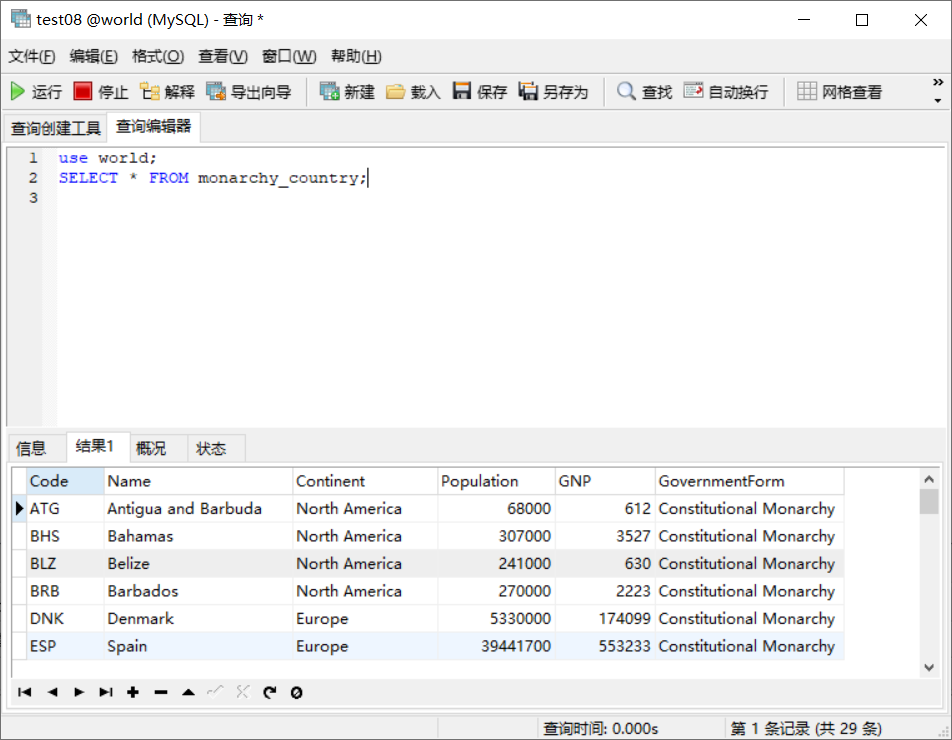 test08 @world (MySQL) - 查询 *
文件(F) 编辑(E) 格式(O) 查看(V) 窗口(W) 帮助(H)
运行 停止 解释 导出向导 新建 载入 保存 另存为 查找 自动换行 网格查看 »
查询创建工具 查询编辑器
1 use world;
2 SELECT * FROM monarchy_country;
3
信息 结果1 概况 状态
Code Name Continent Population GNP GovernmentForm
ATG Antigua and Barbuda North America 68000 612 Constitutional Monarchy
BHS Bahamas North America 307000 3527 Constitutional Monarchy
BLZ Belize North America 241000 630 Constitutional Monarchy
BRB Barbados North America 270000 2223 Constitutional Monarchy
DNK Denmark Europe 5330000 174099 Constitutional Monarchy
ESP Spain Europe 39441700 553233 Constitutional Monarchy
查询时间: 0.000s 第 1 条记录 (共 29 条)